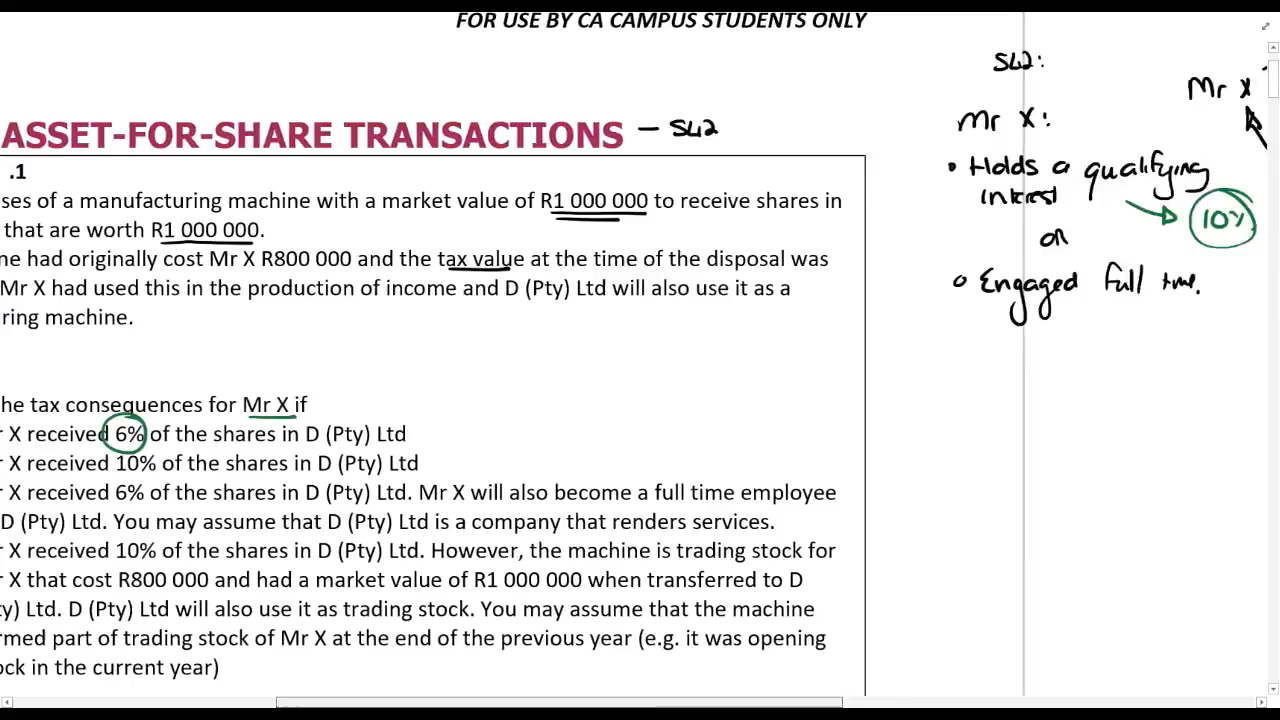 FOR USE BY CA CAMPUS STUDENTS ONLY
ASSET-FOR-SHARE TRANSACTIONS – S42
.1
ses of a manufacturing machine with a market value of R1 000 000 to receive shares in
that are worth R1 000 000.
ne had originally cost Mr X R800 000 and the tax value at the time of the disposal was
Mr X had used this in the production of income and D (Pty) Ltd will also use it as a
ring machine.
he tax consequences for Mr X if
r X received 6% of the shares in D (Pty) Ltd
r X received 10% of the shares in D (Pty) Ltd
r X received 6% of the shares in D (Pty) Ltd. Mr X will also become a full time employee
D (Pty) Ltd. You may assume that D (Pty) Ltd is a company that renders services.
r X received 10% of the shares in D (Pty) Ltd. However, the machine is trading stock for
r X that cost R800 000 and had a market value of R1 000 000 when transferred to D
ty) Ltd. D (Pty) Ltd will also use it as trading stock. You may assume that the machine
rmed part of trading stock of Mr X at the end of the previous year (e.g. it was opening
ock in the current year)
S42:
Mr X
Mr X:
• Holds a qualifying
interest
10%
OR
• Engaged full time.